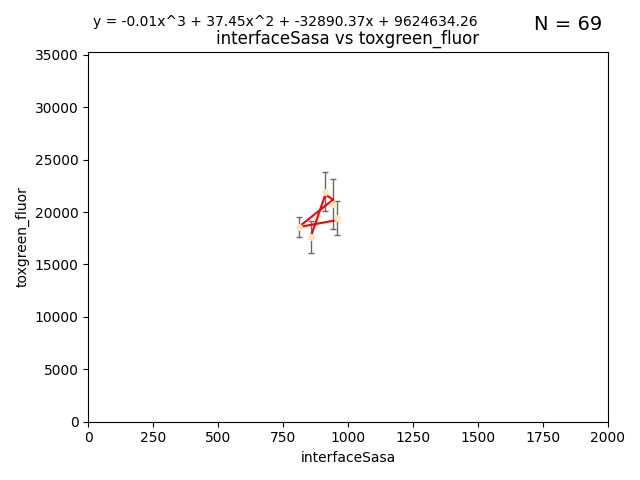 y = -0.01x^3 + 37.45x^2 + -32890.37x + 9624634.26
N = 69
interfaceSasa vs toxgreen_fluor
35000
30000
25000
20000
15000
10000
5000
0
toxgreen_fluor
0 250 500 750 1000 1250 1500 1750 2000
interfaceSasa